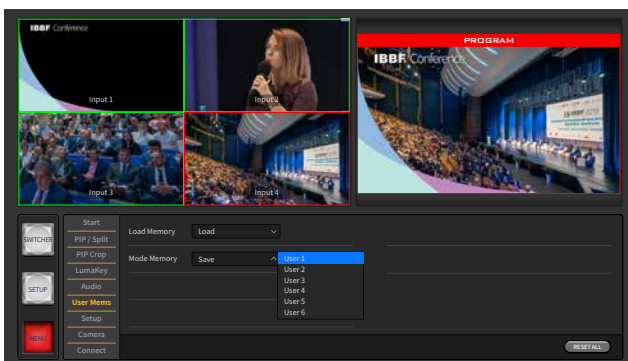 IBBF Conference
Input 1
Input 2
Input 3
Input 4
PROGRAM
IBBF Conference
SWITCHER
SETUP
MENU
Start
PIP / Split
PIP Crop
LumaKey
Audio
User Mems
Setup
Camera
Connect
Load Memory
Load
Mode Memory
Save
User 1
User 2
User 3
User 4
User 5
User 6
RESET ALL